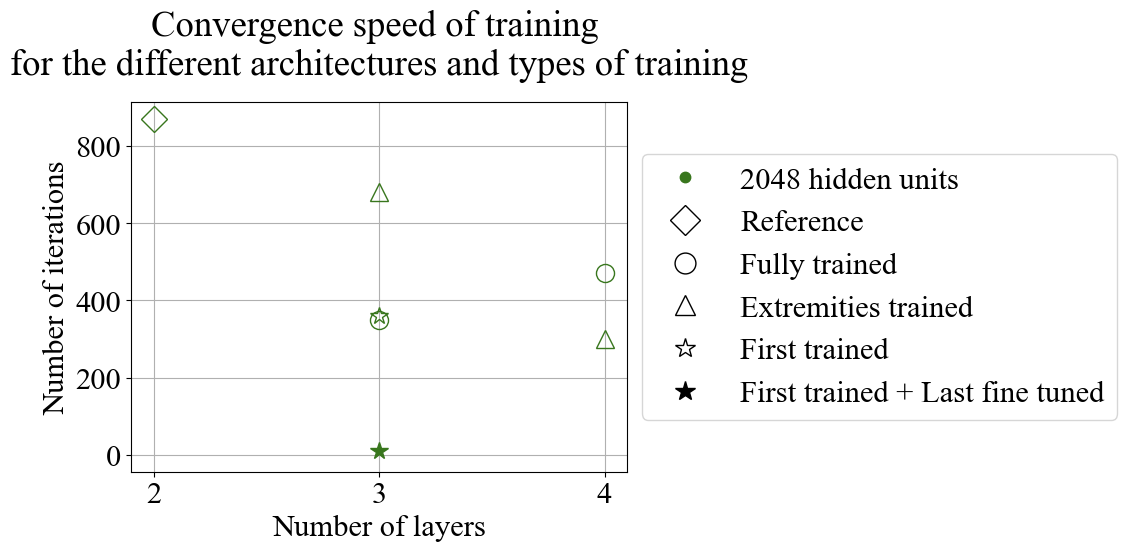 Convergence speed of training
for the different architectures and types of training
Number of iterations
800
600
400
200
0
2
3
4
Number of layers
2048 hidden units
Reference
Fully trained
Extremities trained
First trained
First trained + Last fine tuned